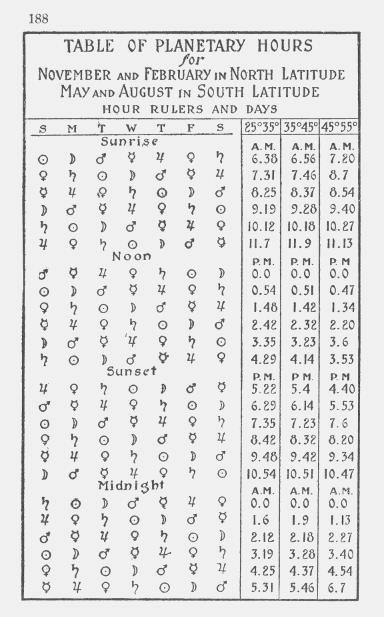 188
TABLE OF PLANETARY HOURS
for
NOVEMBER AND FEBRUARY IN NORTH LATITUDE
MAY AND AUGUST IN SOUTH LATITUDE
HOUR RULERS AND DAYS
S M T W T F S 25°35° 35°45° 45°55°
Sunrise A.M. A.M. A.M.
☉ ☽ ♂ ☿ ♃ ♀ ♄ 6.38 6.56 7.20
♀ ♄ ☉ ☽ ♂ ☿ ♃ 7.31 7.46 8.7
☿ ♃ ♀ ♄ ☉ ☽ ♂ 8.25 8.37 8.54
☽ ♂ ☿ ♃ ♀ ♄ ☉ 9.19 9.28 9.40
♄ ☉ ☽ ♂ ☿ ♃ ♀ 10.12 10.18 10.27
♃ ♀ ♄ ☉ ☽ ♂ ☿ 11.7 11.9 11.13
Noon P.M. P.M. P.M
♂ ☿ ♃ ♀ ♄ ☉ ☽ 0.0 0.0 0.0
☉ ☽ ♂ ☿ ♃ ♀ ♄ 0.54 0.51 0.47
♀ ♄ ☉ ☽ ♂ ☿ ♃ 1.48 1.42 1.34
☿ ♃ ♀ ♄ ☉ ☽ ♂ 2.42 2.32 2.20
☽ ♂ ☿ ♃ ♀ ♄ ☉ 3.35 3.23 3.6
♄ ☉ ☽ ♂ ☿ ♃ ♀ 4.29 4.14 3.53
Sunset P.M. P.M. P.M
♃ ♀ ♄ ☉ ☽ ♂ ☿ 5.22 5.4 4.40
♂ ☿ ♃ ♀ ♄ ☉ ☽ 6.29 6.14 5.53
☉ ☽ ♂ ☿ ♃ ♀ ♄ 7.35 7.23 7.6
♀ ♄ ☉ ☽ ♂ ☿ ♃ 8.42 8.32 8.20
☿ ♃ ♀ ♄ ☉ ☽ ♂ 9.48 9.42 9.34
☽ ♂ ☿ ♃ ♀ ♄ ☉ 10.54 10.51 10.47
Midnight A.M. A.M. A.M.
♄ ☉ ☽ ♂ ☿ ♃ ♀ 0.0 0.0 0.0
♃ ♀ ♄ ☉ ☽ ♂ ☿ 1.6 1.9 1.13
♂ ☿ ♃ ♀ ♄ ☉ ☽ 2.12 2.18 2.27
☉ ☽ ♂ ☿ ♃ ♀ ♄ 3.19 3.28 3.40
♀ ♄ ☉ ☽ ♂ ☿ ♃ 4.25 4.37 4.54
☿ ♃ ♀ ♄ ☉ ☽ ♂ 5.31 5.46 6.7